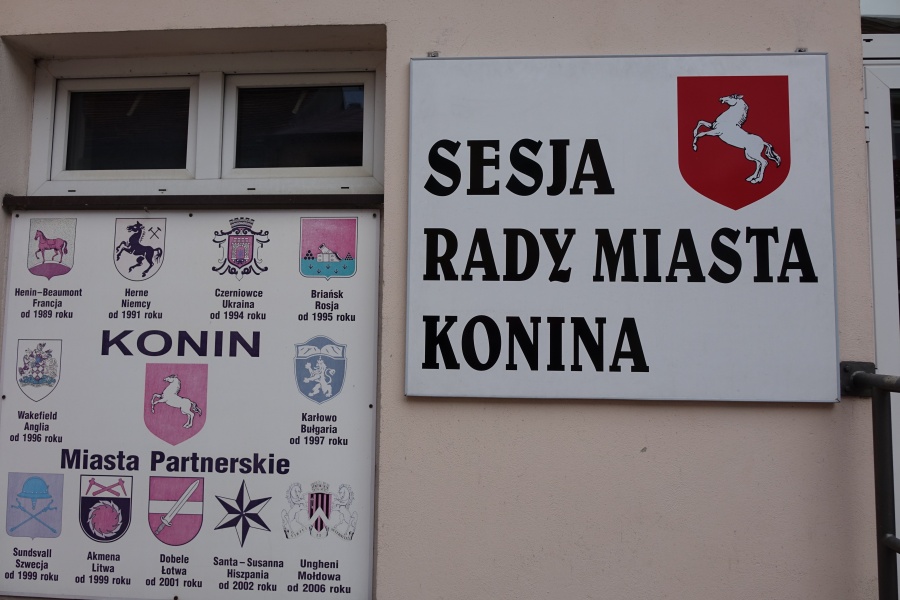 Henin-Beaumont
Francja
od 1989 roku
Herne
Niemcy
od 1991 roku
Czerniowce
Ukraina
od 1994 roku
Briańsk
Rosja
od 1995 roku
KONIN
Wakefield
Anglia
od 1996 roku
Karłowo
Bułgaria
od 1997 roku
Miasta Partnerskie
Sundsvall
Szwecja
od 1999 roku
Akmena
Litwa
od 1999 roku
Dobele
Łotwa
od 2001 roku
Santa-Susanna
Hiszpania
od 2002 roku
Ungheni
Mołdowa
od 2006 roku
SESJA
RADY MIASTA
KONINA